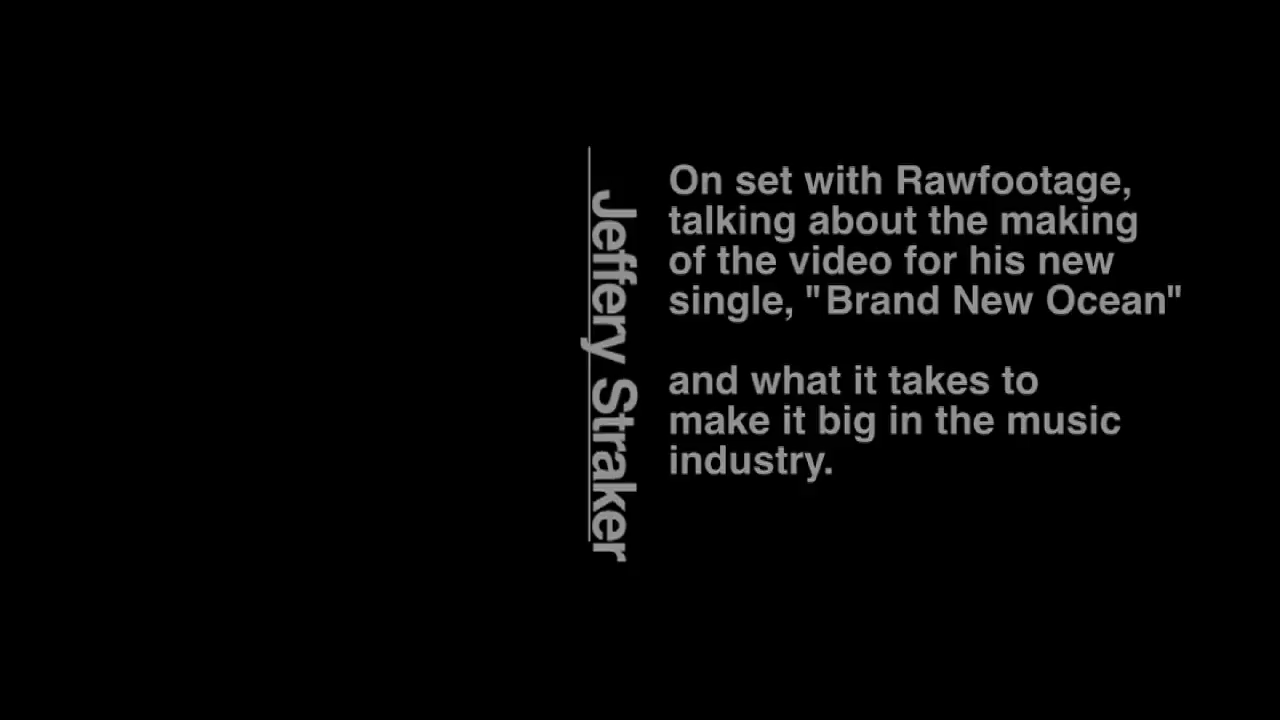 Jeffery Straker
On set with Rawfootage,
talking about the making
of the video for his new
single, "Brand New Ocean"
and what it takes to
make it big in the music
industry.